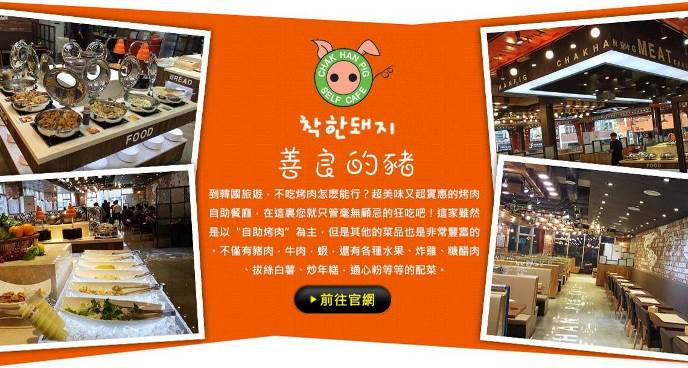 BREAD
FOOD
CHAK HAN PIG
SELF CAFE
착한돼지
善良的豬
到韓國旅遊，不吃烤肉怎麼能行？超美味又超實惠的烤肉
自助餐廳，在這裏您就只管毫無顧忌的狂吃吧！這家雖然
是以“自助烤肉”為主，但是其他的菜品也是非常豐富的
。不僅有豬肉，牛肉，蝦，還有各種水果、炸雞、糖醋肉
、拔絲白薯、炒年糕，通心粉等等的配菜。
前往官網
CHAKHAN PIG MEAT